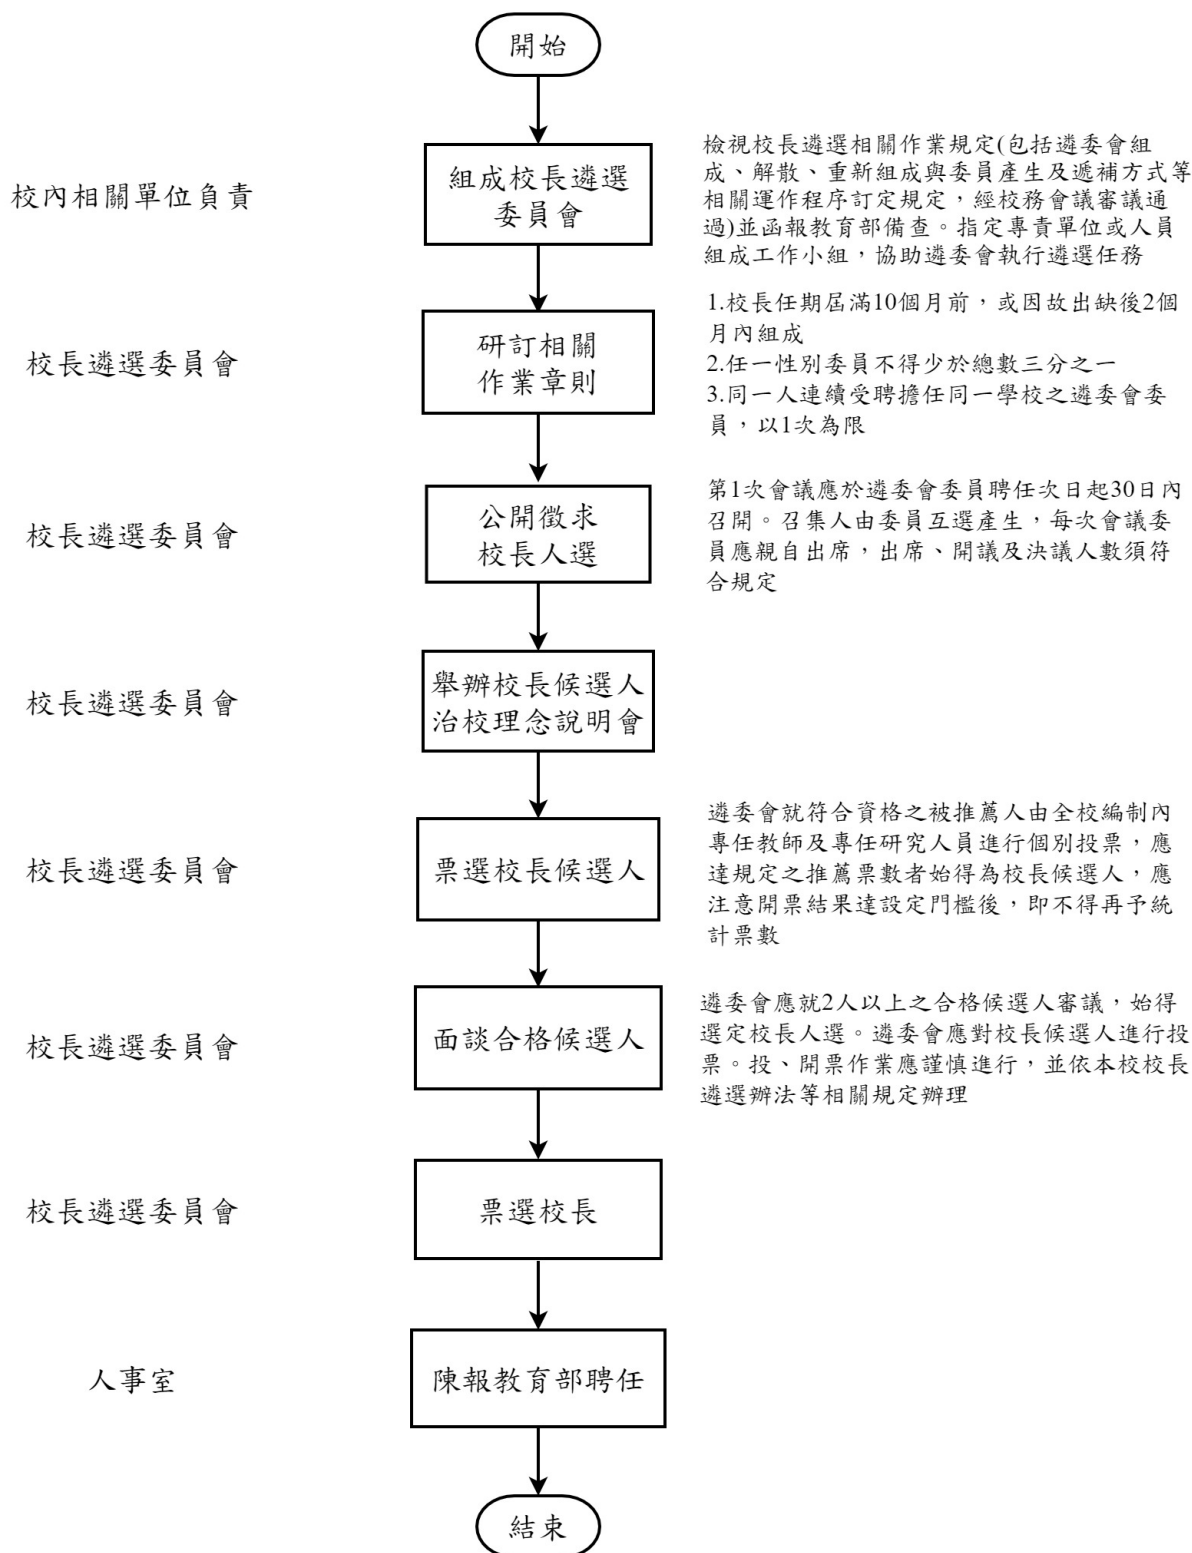 開始
校內相關單位負責
組成校長遴選
委員會
檢視校長遴選相關作業規定(包括遴委會組
成、解散、重新組成與委員產生及遞補方式等
相關運作程序訂定規定，經校務會議審議通
過)並函報教育部備查。指定專責單位或人員
組成工作小組，協助遴委會執行遴選任務
校長遴選委員會
研訂相關
作業章則
1.校長任期屆滿10個月前，或因故出缺後2個
月內組成
2.任一性別委員不得少於總數三分之一
3.同一人連續受聘擔任同一學校之遴委會委
員，以1次為限
校長遴選委員會
公開徵求
校長人選
第1次會議應於遴委會委員聘任次日起30日內
召開。召集人由委員互選產生，每次會議委
員應親自出席，出席、開議及決議人數須符
合規定
校長遴選委員會
舉辦校長候選人
治校理念說明會
校長遴選委員會
票選校長候選人
遴委會就符合資格之被推薦人由全校編制內
專任教師及專任研究人員進行個別投票，應
達規定之推薦票數者始得為校長候選人，應
注意開票結果達設定門檻後，即不得再予統
計票數
校長遴選委員會
面談合格候選人
遴委會應就2人以上之合格候選人審議，始得
選定校長人選。遴委會應對校長候選人進行投
票。投、開票作業應謹慎進行，並依本校校長
遴選辦法等相關規定辦理
校長遴選委員會
票選校長
人事室
陳報教育部聘任
結束